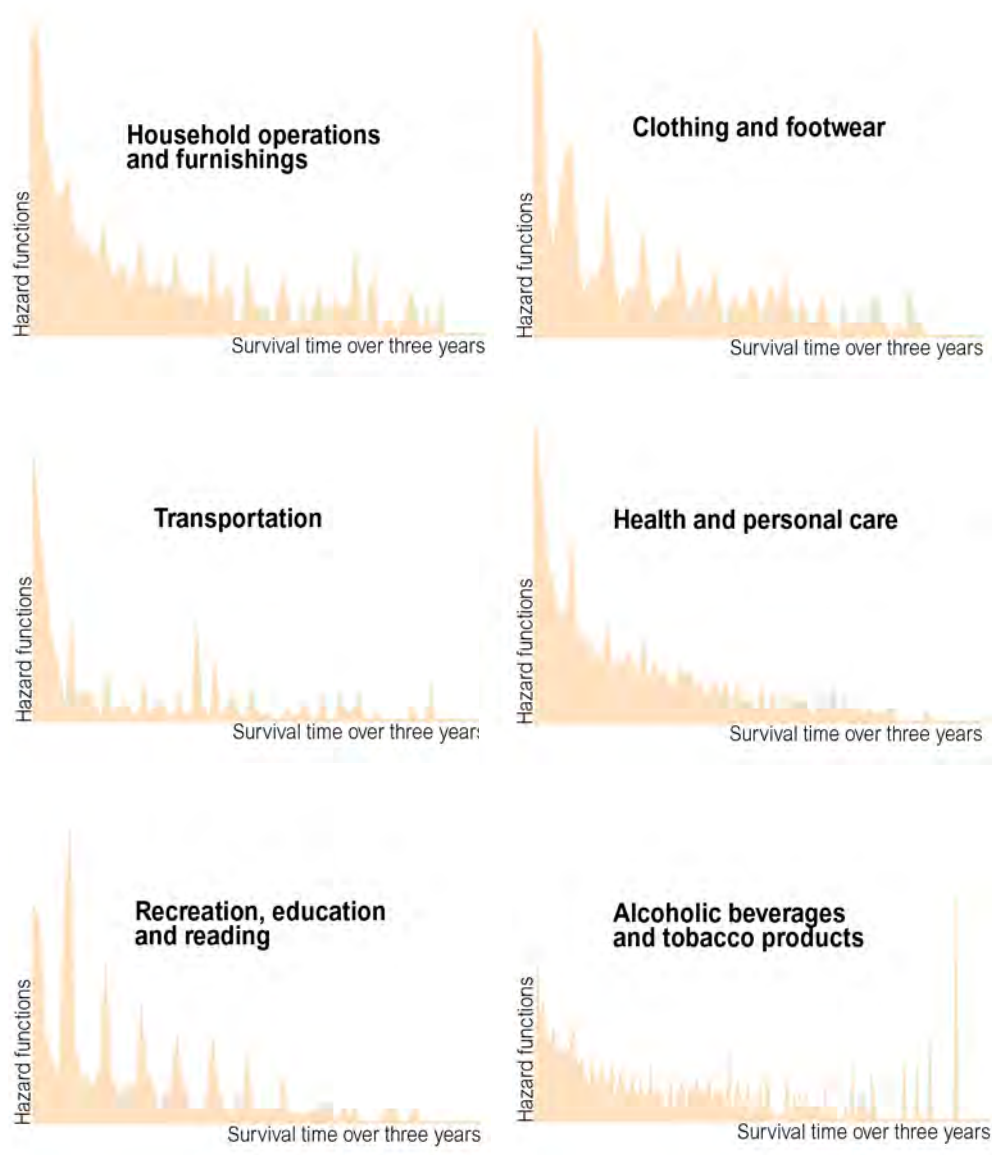 Household operations
and furnishings
Hazard functions
Survival time over three years
Clothing and footwear
Hazard functions
Survival time over three years
Transportation
Hazard functions
Survival time over three years
Health and personal care
Hazard functions
Survival time over three years
Recreation, education
and reading
Hazard functions
Survival time over three years
Alcoholic beverages
and tobacco products
Hazard functions
Survival time over three years